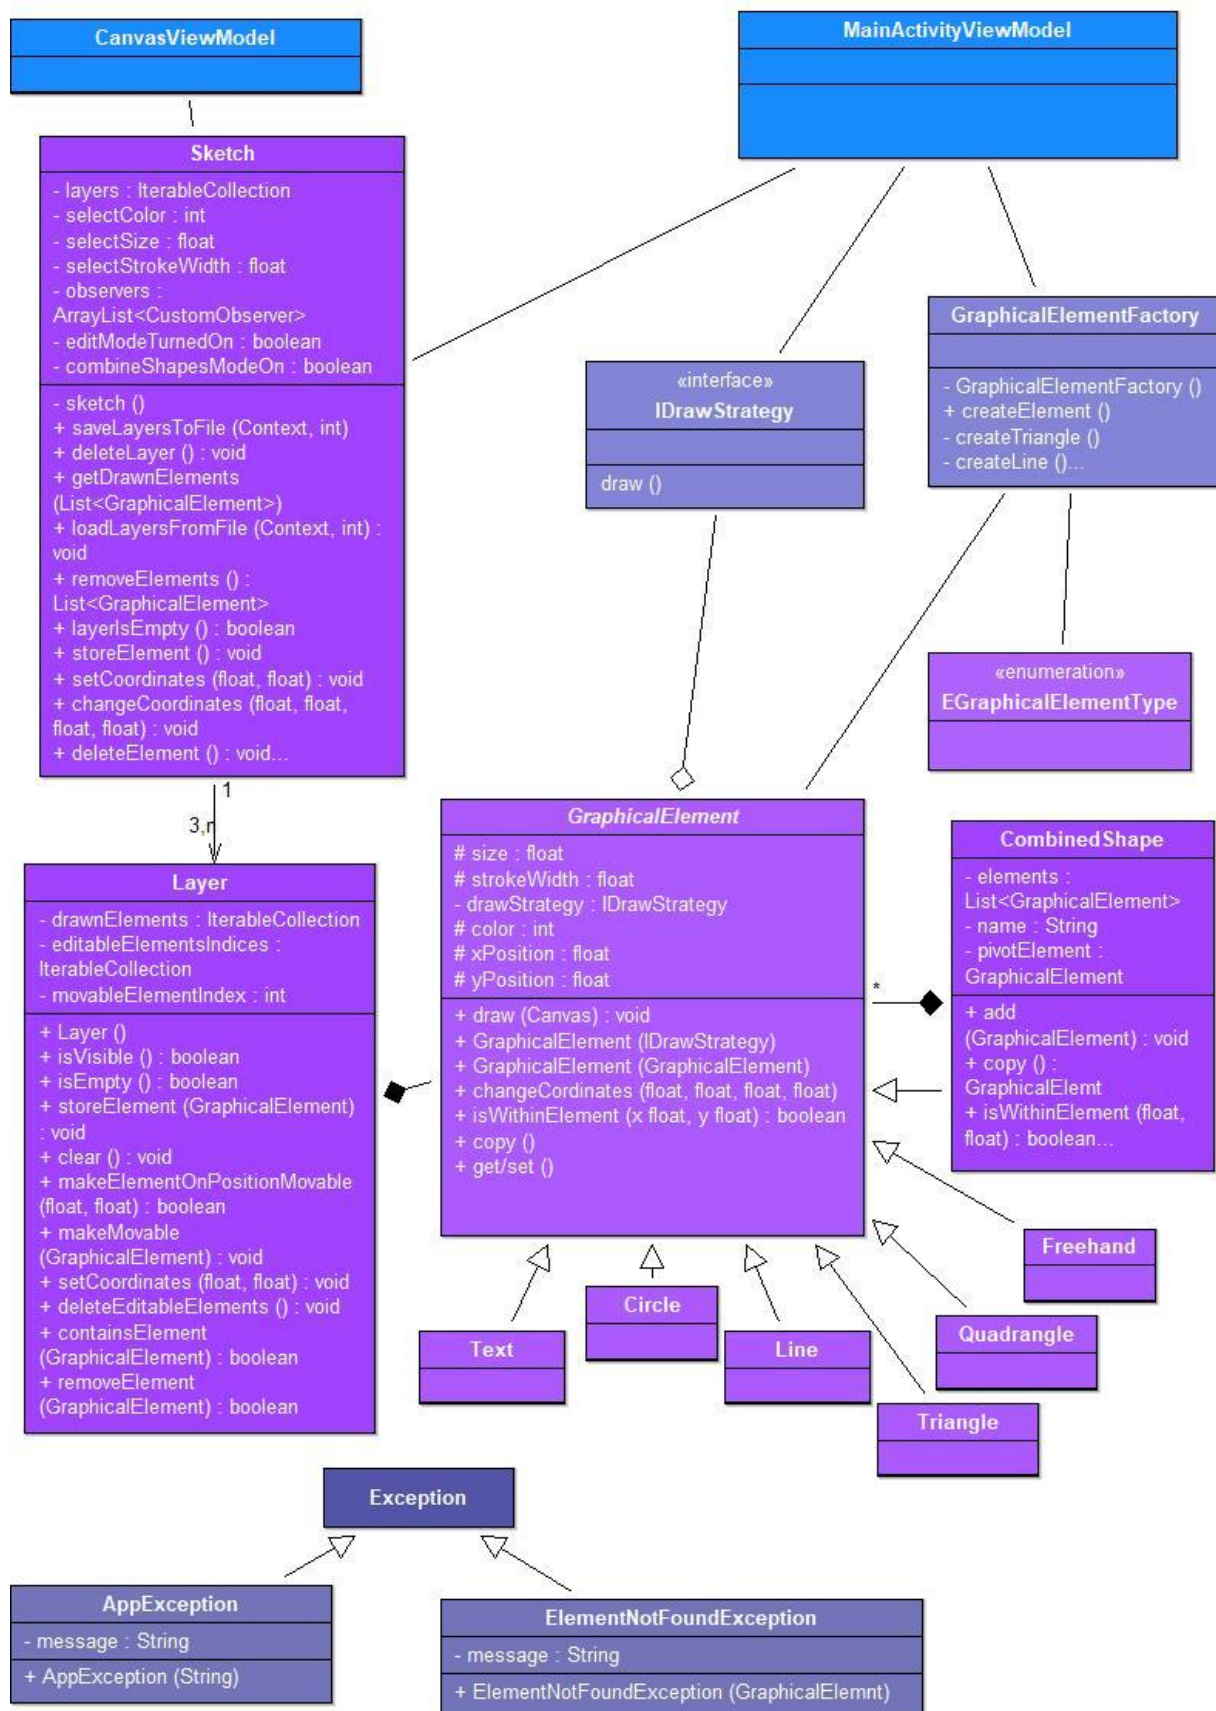 CanvasViewModel
MainActivityViewModel
Sketch
- layers : IterableCollection
- selectColor : int
- selectSize : float
- selectStrokeWidth : float
- observers :
ArrayList<CustomObserver>
- editModeTurnedOn : boolean
- combineShapesModeOn : boolean
- sketch ()
+ saveLayersToFile (Context, int)
+ deleteLayer () : void
+ getDrawnElements
(List<GraphicalElement>)
+ loadLayersFromFile (Context, int) :
void
+ removeElements () :
List<GraphicalElement>
+ layerIsEmpty () : boolean
+ storeElement () : void
+ setCoordinates (float, float) : void
+ changeCoordinates (float, float,
float, float) : void
+ deleteElement () : void...
«interface»
IDrawStrategy
draw ()
GraphicalElementFactory
- GraphicalElementFactory ()
+ createElement ()
- createTriangle ()
- createLine ()...
«enumeration»
EGraphicalElementType
1
3,r
Layer
- drawnElements : IterableCollection
- editableElementsIndices :
IterableCollection
- movableElementIndex : int
+ Layer ()
+ isVisible () : boolean
+ isEmpty () : boolean
+ storeElement (GraphicalElement)
: void
+ clear () : void
+ makeElementOnPositionMovable
(float, float) : boolean
+ makeMovable
(GraphicalElement) : void
+ setCoordinates (float, float) : void
+ deleteEditableElements () : void
+ containsElement
(GraphicalElement) : boolean
+ removeElement
(GraphicalElement) : boolean
GraphicalElement
# size : float
# strokeWidth : float
- drawStrategy : IDrawStrategy
# color : int
# xPosition : float
# yPosition : float
+ draw (Canvas) : void
+ GraphicalElement (IDrawStrategy)
+ GraphicalElement (GraphicalElement)
+ changeCordinates (float, float, float, float)
+ isWithinElement (x float, y float) : boolean
+ copy ()
+ get/set ()
*
CombinedShape
- elements :
List<GraphicalElement>
- name : String
- pivotElement :
GraphicalElement
+ add
(GraphicalElement) : void
+ copy () :
GraphicalElemt
+ isWithinElement (float,
float) : boolean...
Freehand
Circle
Quadrangle
Text
Line
Triangle
Exception
AppException
- message : String
+ AppException (String)
ElementNotFoundException
- message : String
+ ElementNotFoundException (GraphicalElemnt)